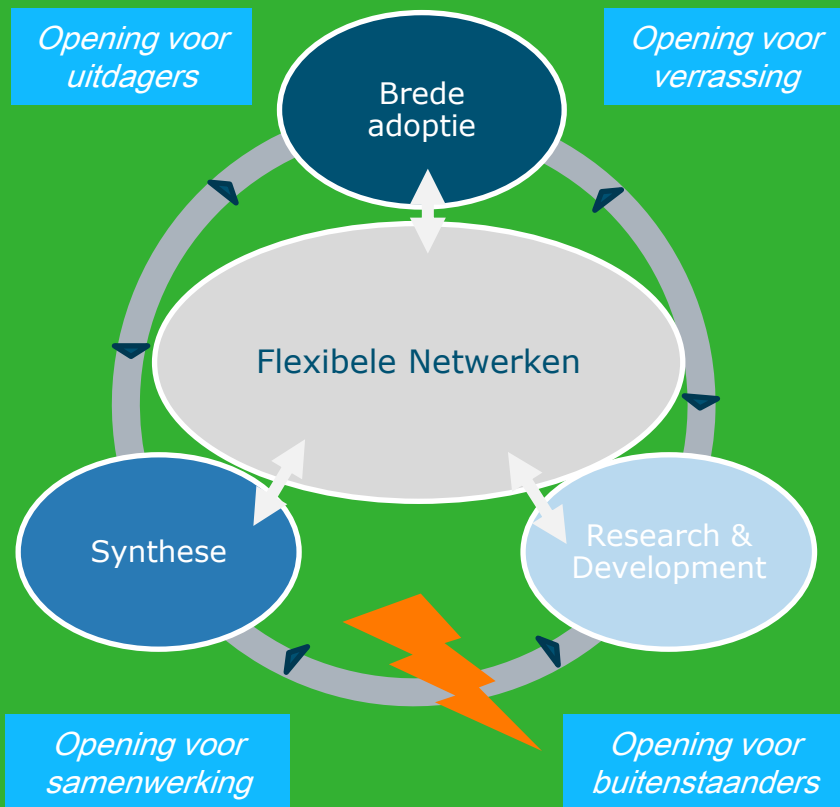 Opening voor
uitdagers
Opening voor
verrassing
Brede
adoptie
Flexibele Netwerken
Synthese
Research &
Development
Opening voor
samenwerking
Opening voor
buitenstaanders